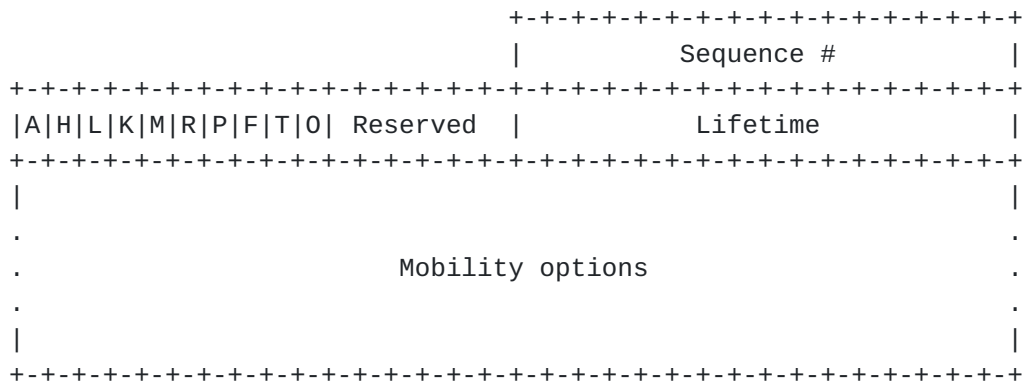 +-+-+-+-+-+-+-+-+-+-+-+-+-+-+-+-+
|          Sequence #           |
+-+-+-+-+-+-+-+-+-+-+-+-+-+-+-+-+-+-+-+-+-+-+-+-+-+-+-+-+-+-+-+-+
|A|H|L|K|M|R|P|F|T|O| Reserved  |           Lifetime            |
+-+-+-+-+-+-+-+-+-+-+-+-+-+-+-+-+-+-+-+-+-+-+-+-+-+-+-+-+-+-+-+-+
|                                                               |
.                                                               .
.                        Mobility options                       .
.                                                               .
|                                                               |
+-+-+-+-+-+-+-+-+-+-+-+-+-+-+-+-+-+-+-+-+-+-+-+-+-+-+-+-+-+-+-+-+